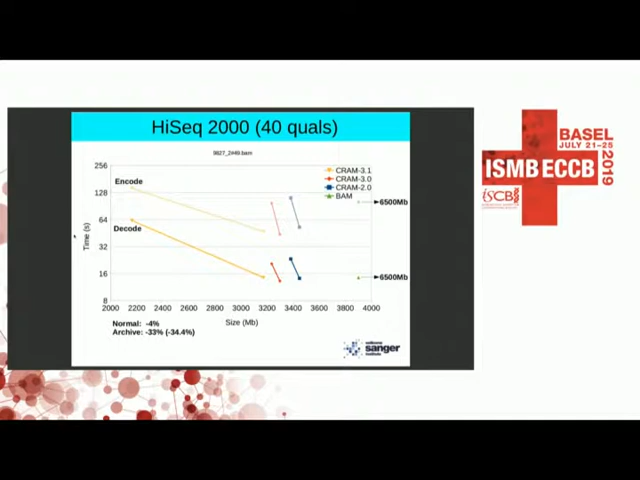 HiSeq 2000 (40 quals)
9827_2#49.bam
256
128
64
32
16
8
Time (s)
Encode
Decode
CRAM-3.1
CRAM-3.0
CRAM-2.0
BAM
6500Mb
6500Mb
2000 2200 2400 2600 2800 3000 3200 3400 3600 3800 4000
Size (Mb)
Normal: -4%
Archive: -33% (-34.4%)
wellcome
sanger
institute
BASEL
JULY 21-25
2019
ISMB ECCB
iSCB